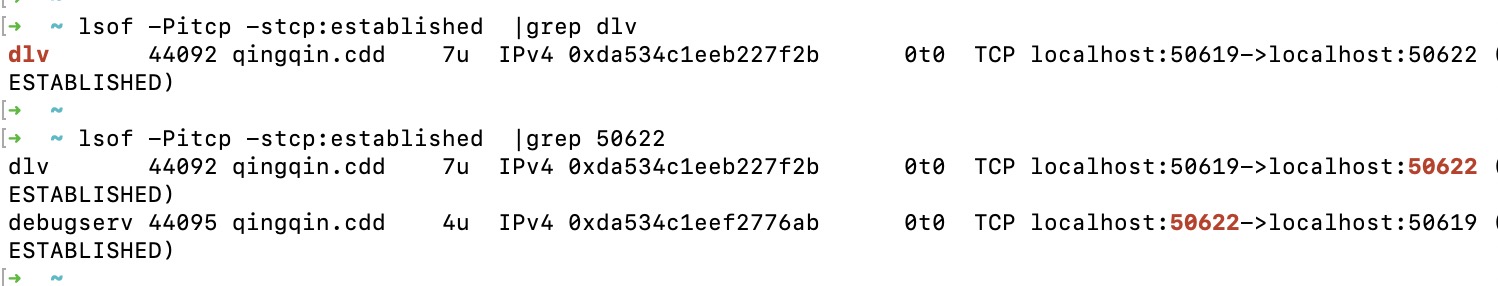 [➜  ~ lsof -Pitcp -stcp:established  |grep dlv
dlv       44092 qingqin.cdd    7u  IPv4 0xda534c1eeb227f2b      0t0  TCP localhost:50619->localhost:50622 (
ESTABLISHED)
[➜  ~
[➜  ~ lsof -Pitcp -stcp:established  |grep 50622
dlv       44092 qingqin.cdd    7u  IPv4 0xda534c1eeb227f2b      0t0  TCP localhost:50619->localhost:50622 (
ESTABLISHED)
debugserv 44095 qingqin.cdd    4u  IPv4 0xda534c1eef2776ab      0t0  TCP localhost:50622->localhost:50619 (
ESTABLISHED)
[➜  ~